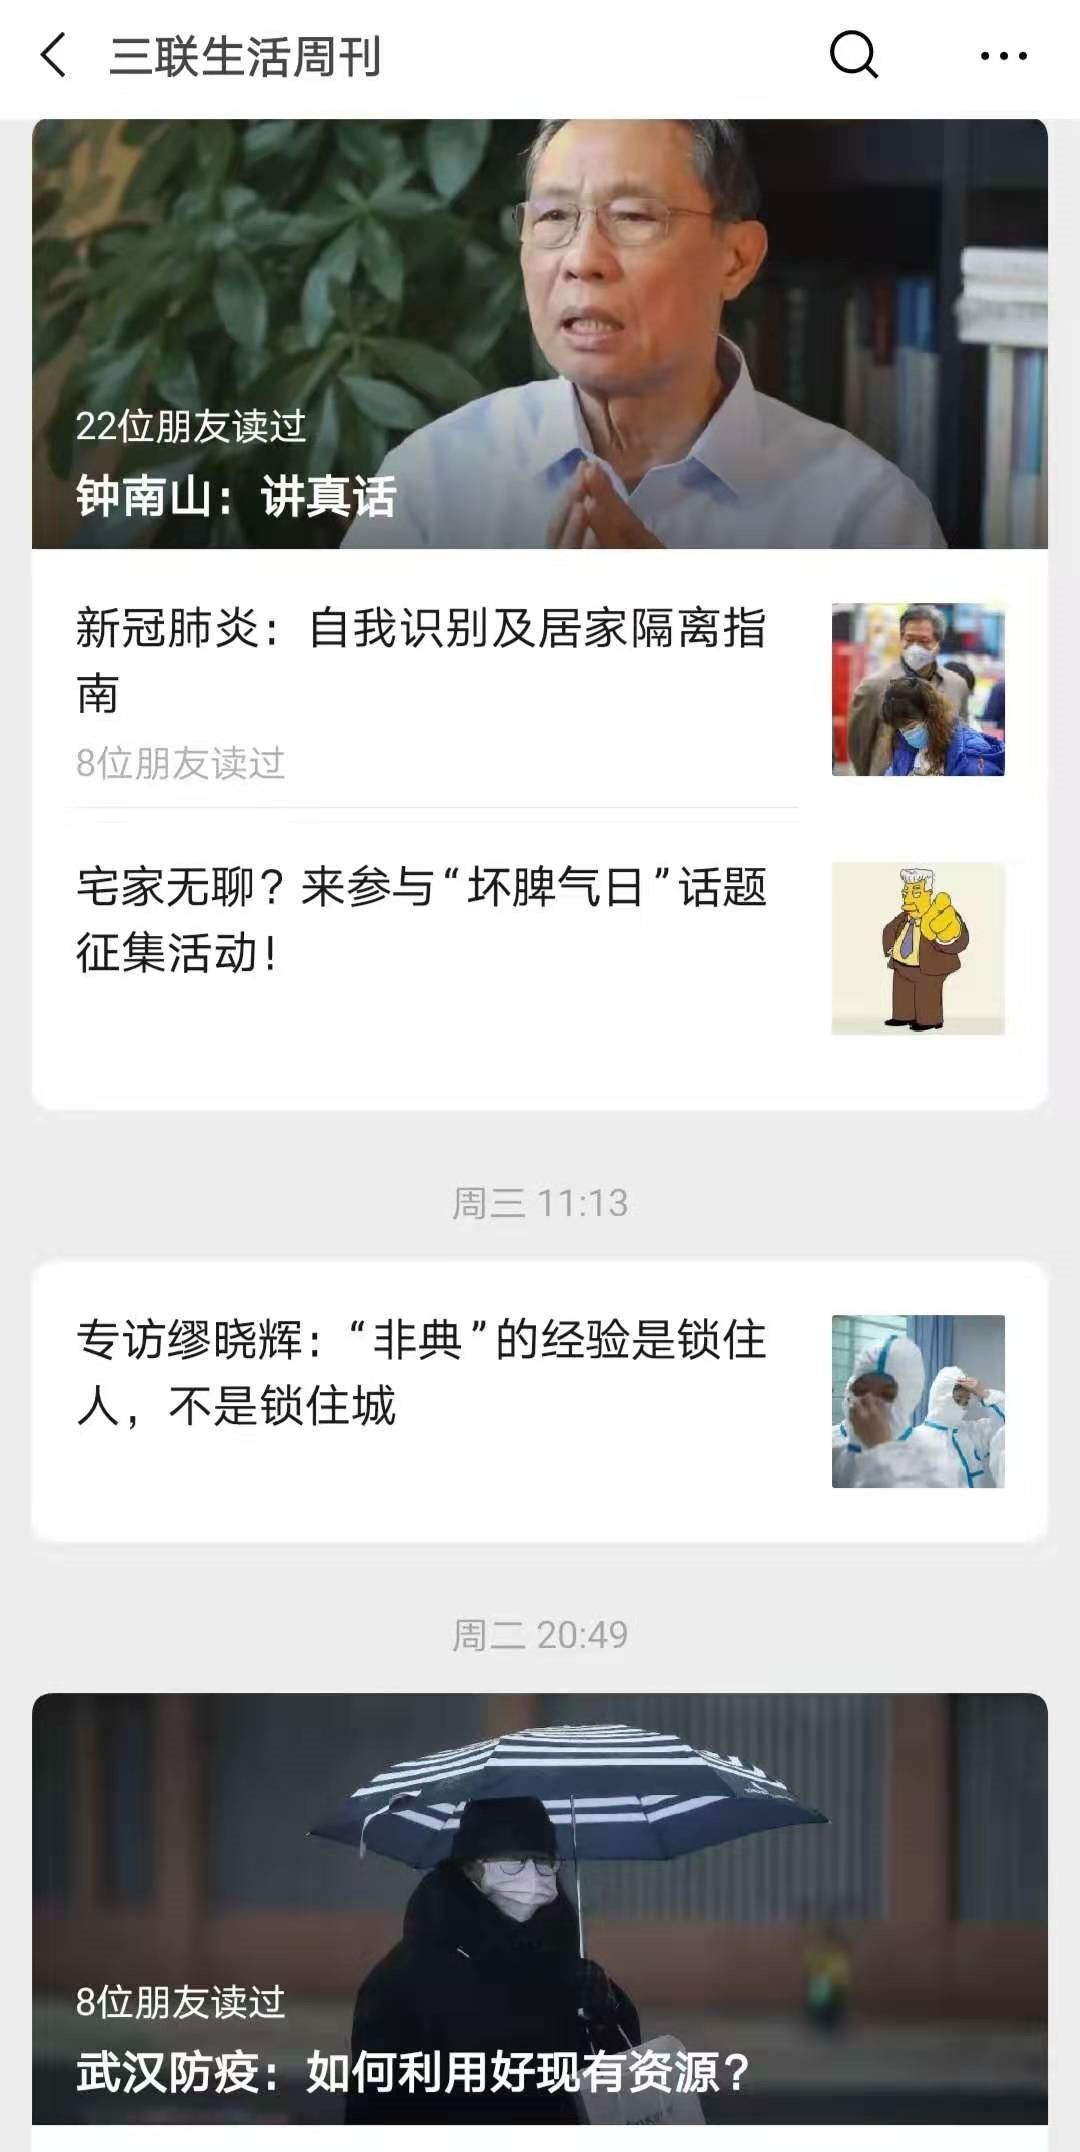 三联生活周刊
22位朋友读过
钟南山：讲真话
新冠肺炎：自我识别及居家隔离指
南
8位朋友读过
宅家无聊？来参与“坏脾气日”话题
征集活动！
周三 11:13
专访缪晓辉：“非典”的经验是锁住
人，不是锁住城
周二 20:49
8位朋友读过
武汉防疫：如何利用好现有资源？